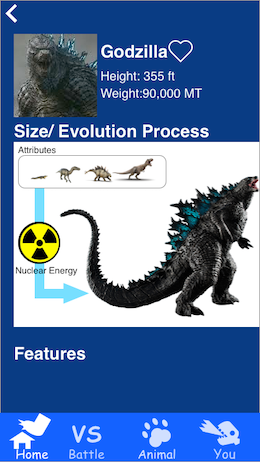 Godzilla
Height: 355 ft
Weight:90,000 MT
Size/ Evolution Process
Attributes
Nuclear Energy
Features
Home
VS
Battle
Animal
You